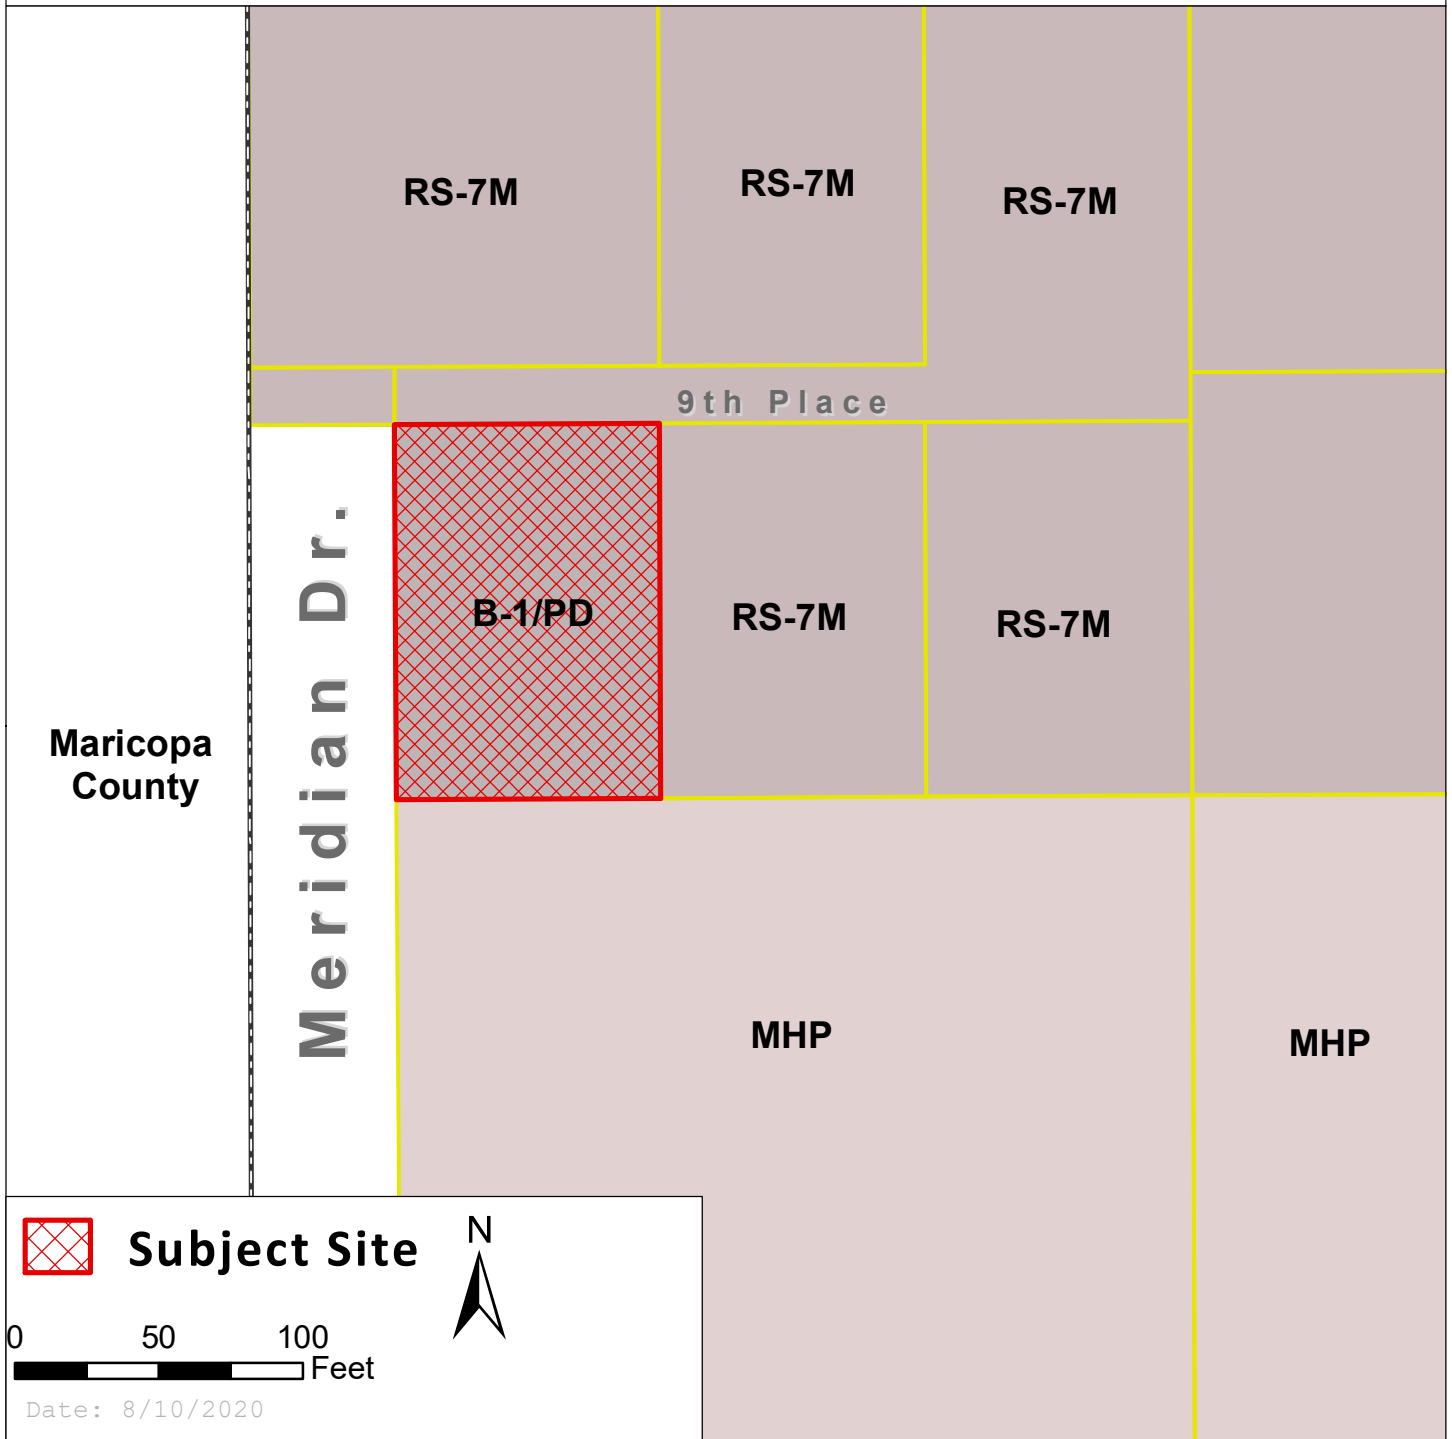 RS-7M
RS-7M
RS-7M
9th Place
Meridian Dr.
B-1/PD
RS-7M
RS-7M
Maricopa
County
MHP
MHP
Subject Site
N
0 50 100
Feet
Date: 8/10/2020